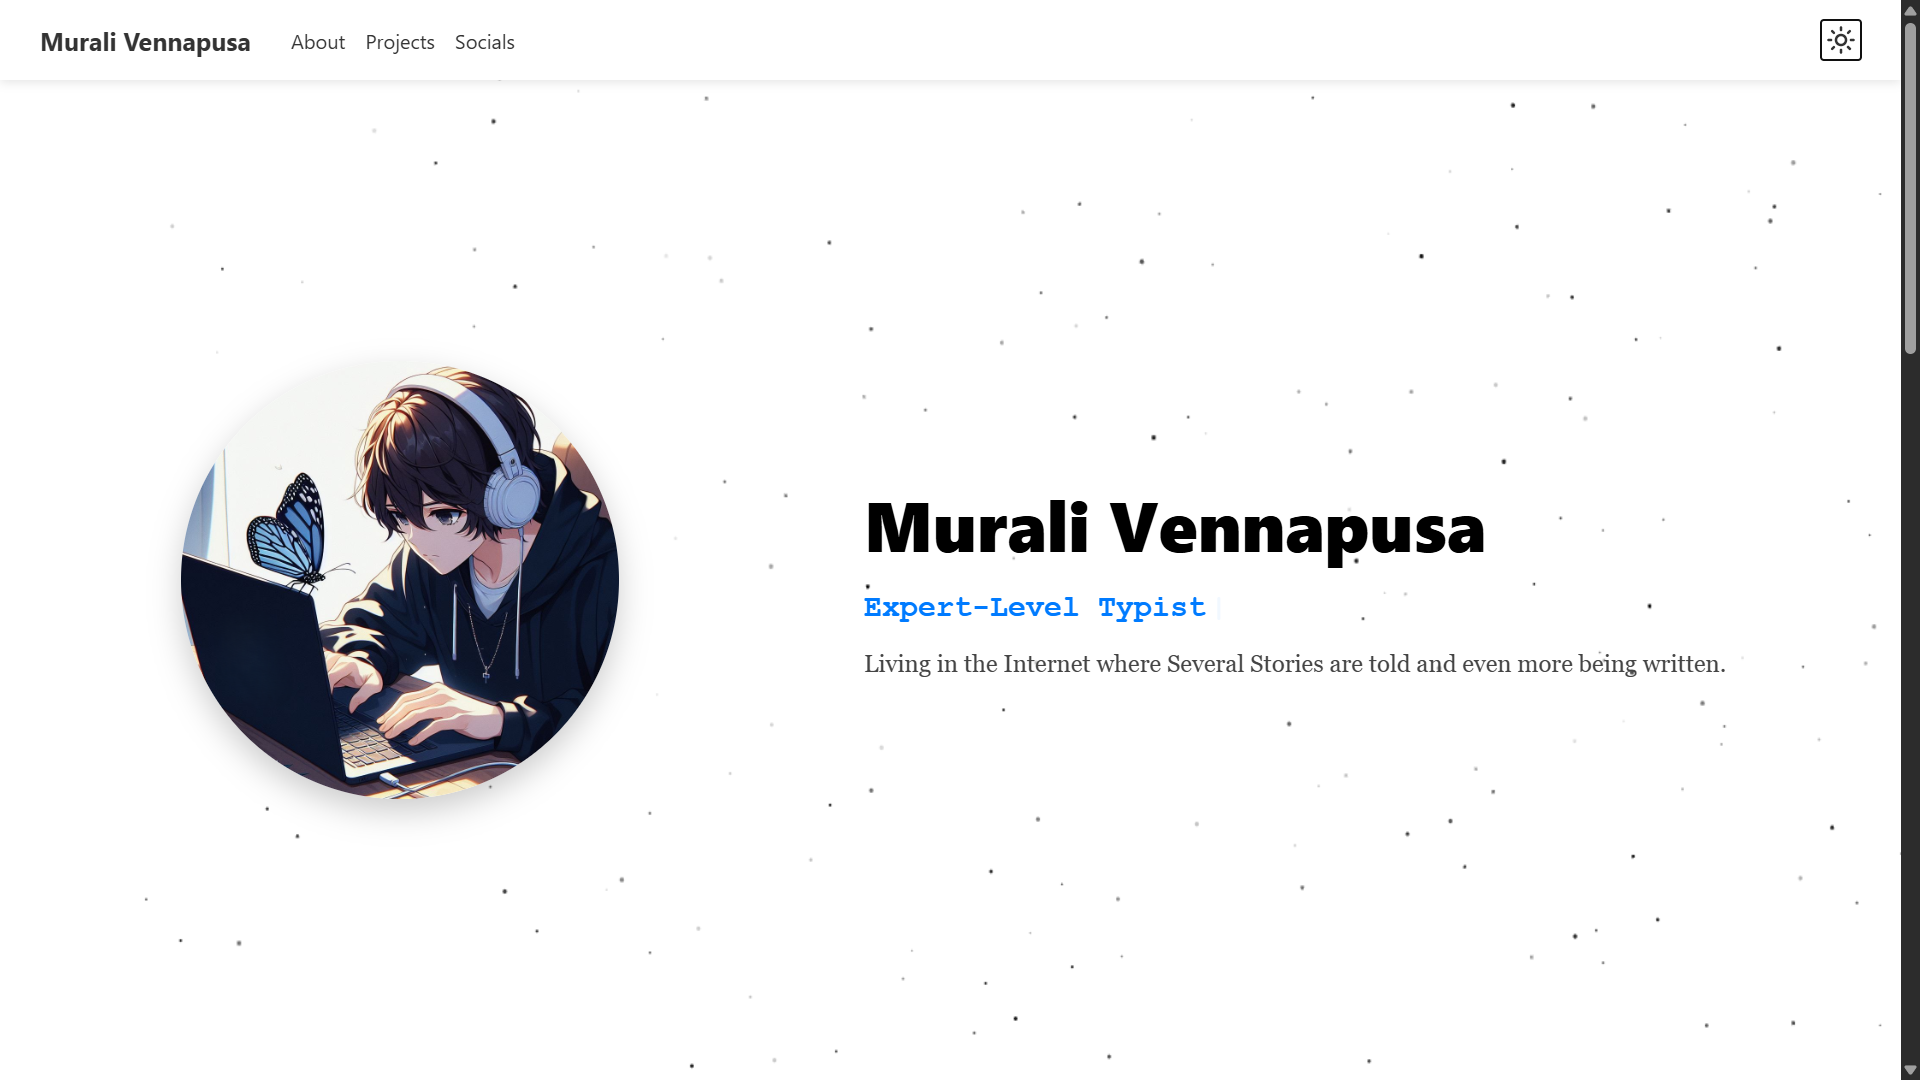 Murali Vennapusa
About
Projects
Socials
Murali Vennapusa
Expert-Level Typist
Living in the Internet where Several Stories are told and even more being written.